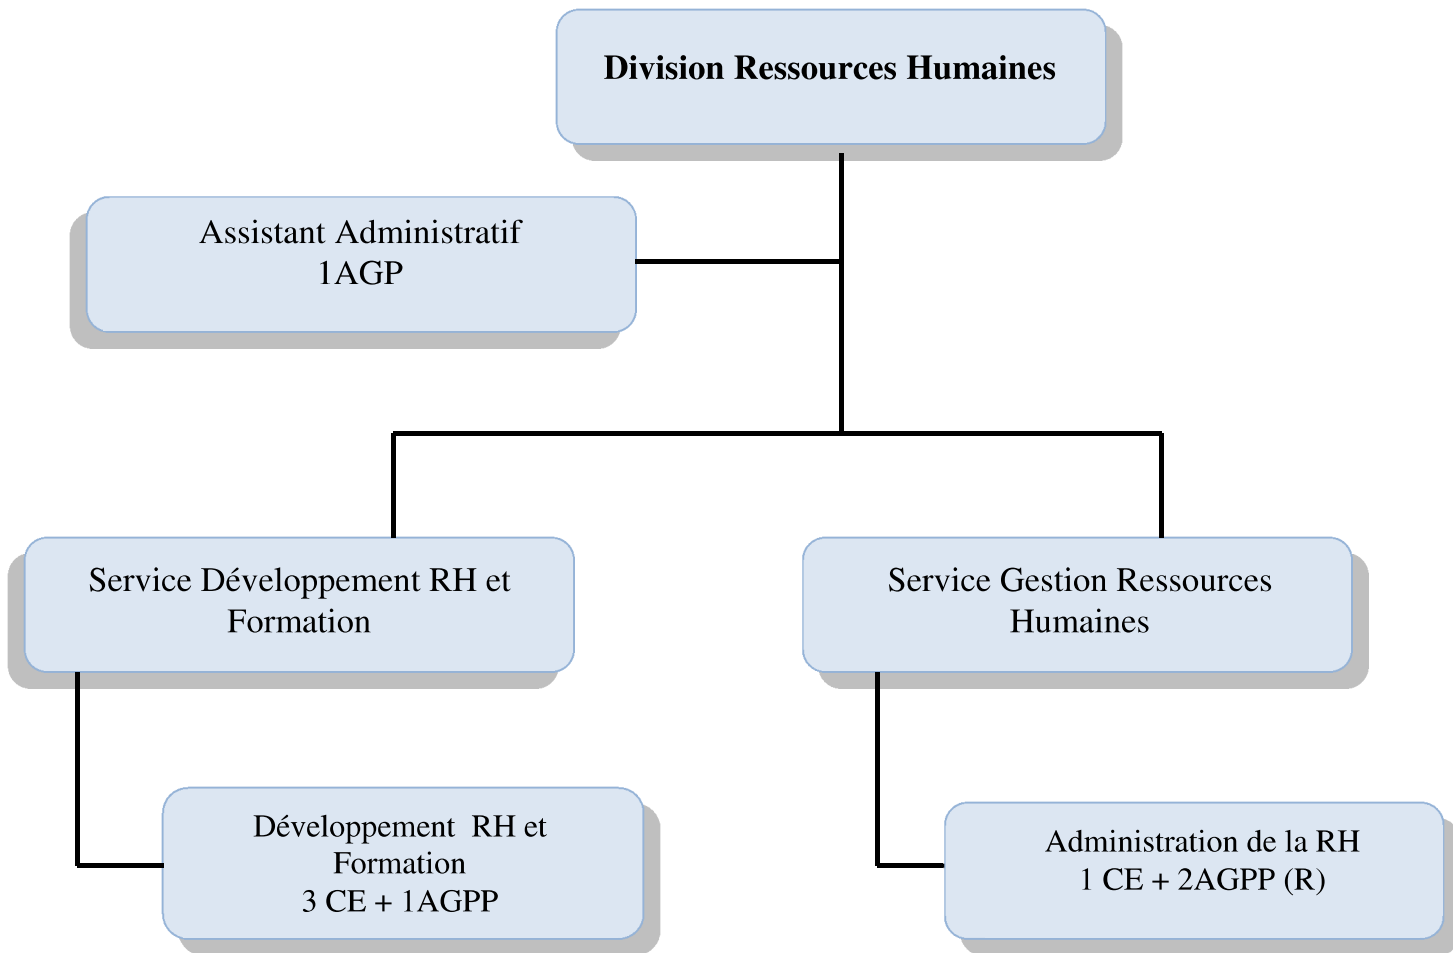 Division Ressources Humaines
Assistant Administratif
1AGP
Service Développement RH et
Formation
Service Gestion Ressources
Humaines
Développement  RH et
Formation
3 CE + 1AGPP
Administration de la RH
1 CE + 2AGPP (R)